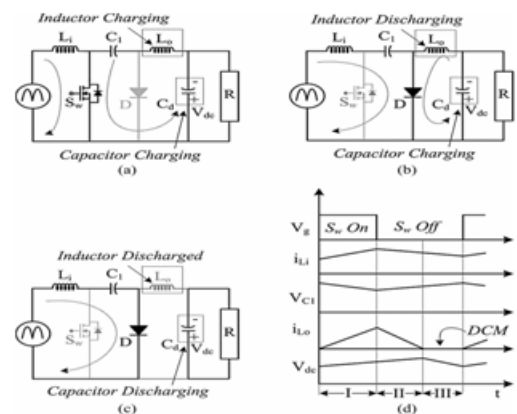 Inductor Charging
Li C1 Lo
Sw D Cd Vdc R
Capacitor Charging
(a)
Inductor Discharging
Li C1 Lo
Sw D Cd Vdc R
Capacitor Charging
(b)
Inductor Discharged
Li C1 Lo
Sw D Cd Vdc R
Capacitor Discharging
(c)
Vg Sw On Sw Off
iLi
VC1
iLo DCM
Vdc
I II III t
(d)